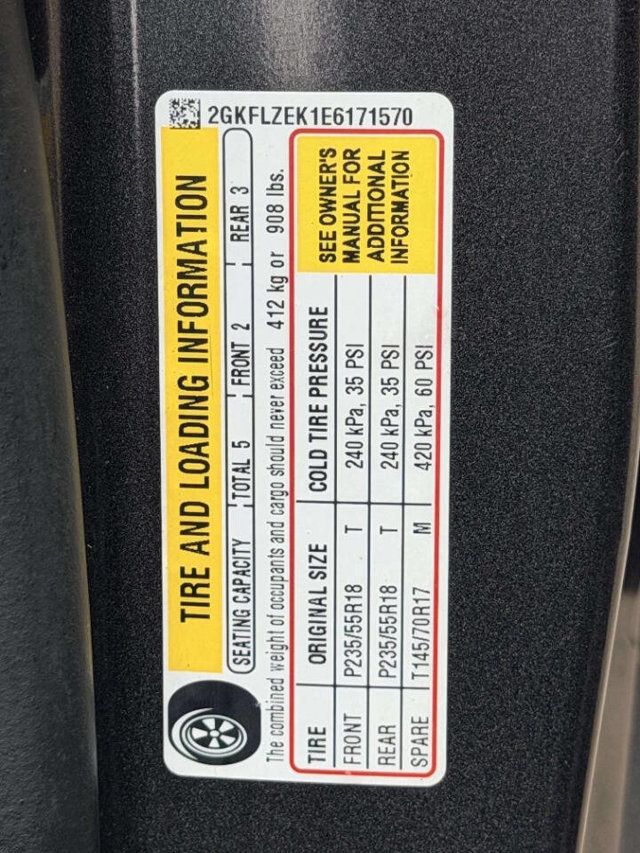 2GKFLZEK1E6171570
TIRE AND LOADING INFORMATION
SEATING CAPACITY TOTAL 5 FRONT 2 REAR 3
The combined weight of occupants and cargo should never exceed 412 kg or 908 lbs.
TIRE ORIGINAL SIZE COLD TIRE PRESSURE
FRONT P235/55R18 T 240 kPa, 35 PSI
REAR P235/55R18 T 240 kPa, 35 PSI
SPARE T145/70R17 M 420 kPa, 60 PSI
SEE OWNER'S
MANUAL FOR
ADDITIONAL
INFORMATION